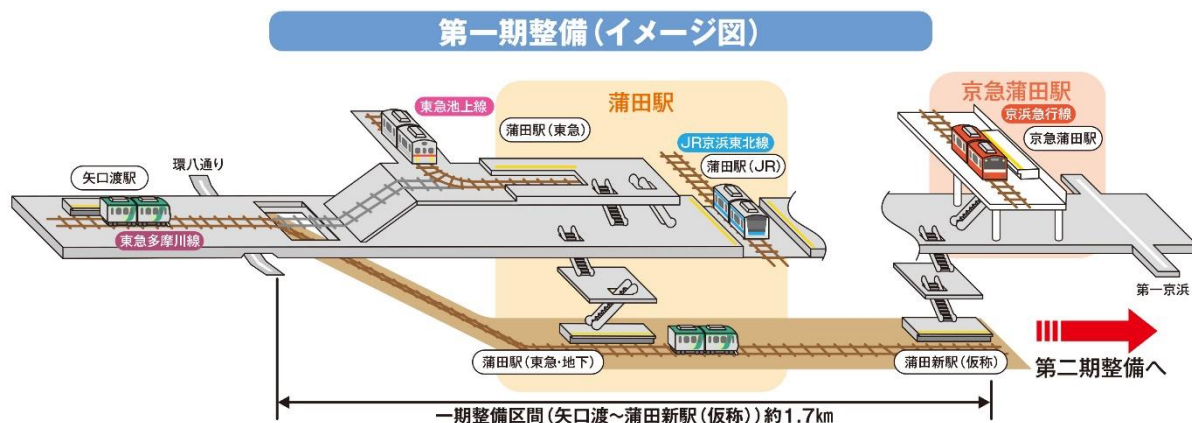 第一期整備(イメージ図)
蒲田駅
京急蒲田駅
東急池上線
京浜急行線
蒲田駅(東急)
JR京浜東北線
京急蒲田駅
環八通り
蒲田駅(JR)
矢口渡駅
東急多摩川線
第一京浜
蒲田駅(東急・地下)
蒲田新駅(仮称)
第二期整備へ
一期整備区間(矢口渡~蒲田新駅(仮称))約1.7km